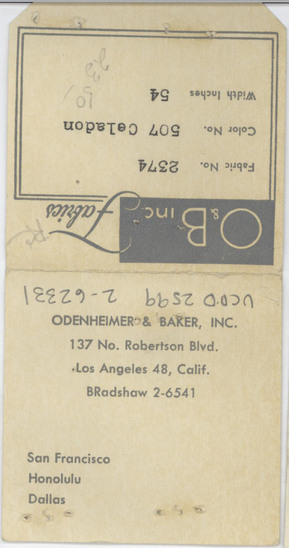 O & B inc
Fabrics
Fabric No. 2374
Color No. 507 Celadon
Width Inches 54
UCDD 2599 2-62331
ODENHEIMER & BAKER, INC.
137 No. Robertson Blvd.
Los Angeles 48, Calif.
BRadshaw 2-6541
San Francisco
Honolulu
Dallas